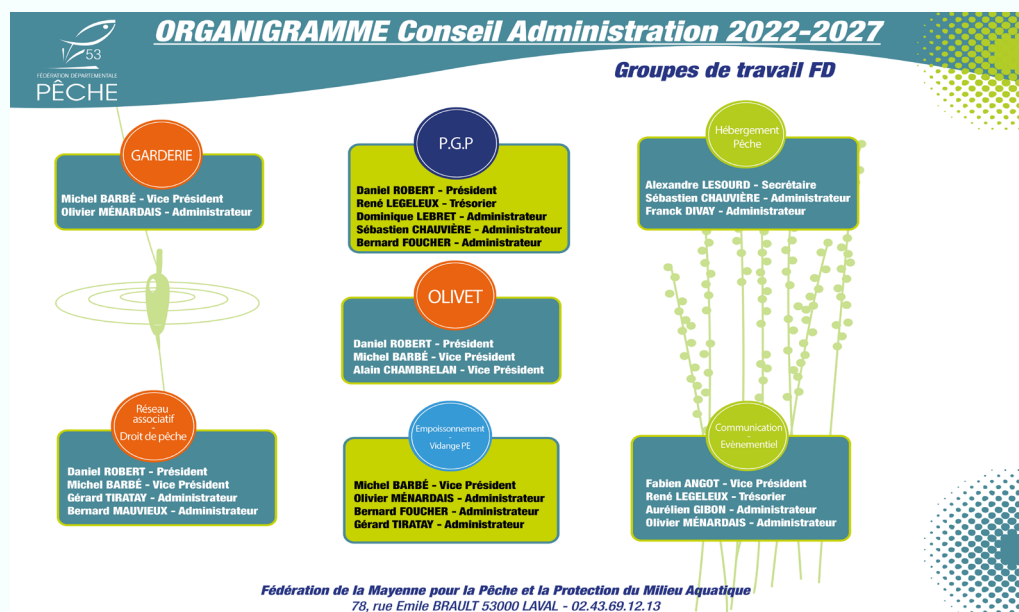 ORGANIGRAMME Conseil Administration 2022-2027
Groupes de travail FD
53
FÉDÉRATION DÉPARTEMENTALE
PÊCHE
GARDERIE
Michel BARBÉ - Vice Président
Olivier MÉNARDAIS - Administrateur
P.G.P
Daniel ROBERT - Président
René LEGELEUX - Trésorier
Dominique LEBRET - Administrateur
Sébastien CHAUVIÈRE - Administrateur
Bernard FOUCHER - Administrateur
Hébergement
Pêche
Alexandre LESOURD - Secrétaire
Sébastien CHAUVIÈRE - Administrateur
Franck DIVAY - Administrateur
OLIVET
Daniel ROBERT - Président
Michel BARBÉ - Vice Président
Alain CHAMBRELAN - Vice Président
Réseau
associatif
-
Droit de pêche
Daniel ROBERT - Président
Michel BARBÉ - Vice Président
Gérard TIRATAY - Administrateur
Bernard MAUVIEUX - Administrateur
Empoissonnement
-
Vidange PE
Michel BARBÉ - Vice Président
Olivier MÉNARDAIS - Administrateur
Bernard FOUCHER - Administrateur
Gérard TIRATAY - Administrateur
Communication
-
Evènementiel
Fabien ANGOT - Vice Président
René LEGELEUX - Trésorier
Aurélien GIBON - Administrateur
Olivier MÉNARDAIS - Administrateur
Fédération de la Mayenne pour la Pêche et la Protection du Milieu Aquatique
78, rue Emile BRAULT 53000 LAVAL - 02.43.69.12.13